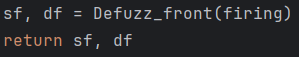 sf, df = Defuzz_front(firing)
return sf, df